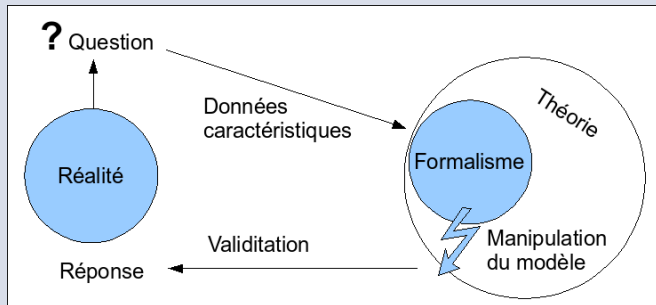 ? Question
Données
caractéristiques
Théorie
Formalisme
Réalité
Manipulation
du modèle
Validitation
Réponse